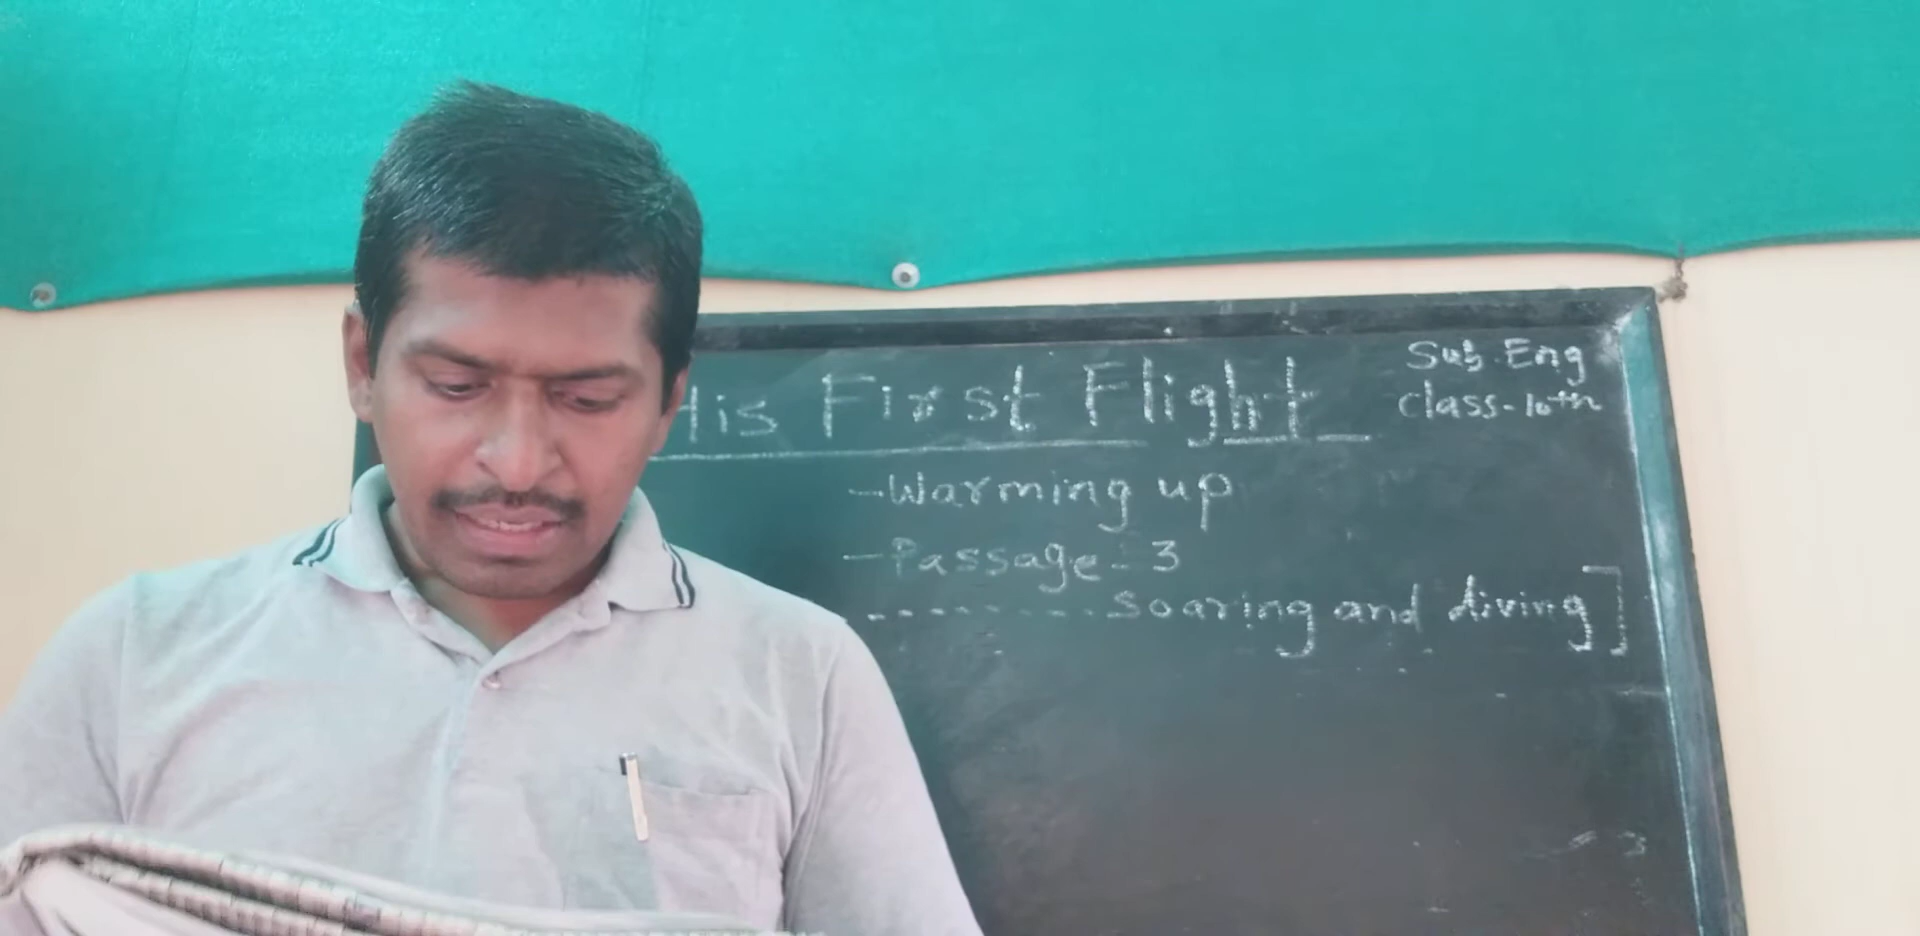 His First Flight
Sub. Eng
Class-10th
-Warming up
-Passage-3
.........Soaring and diving]